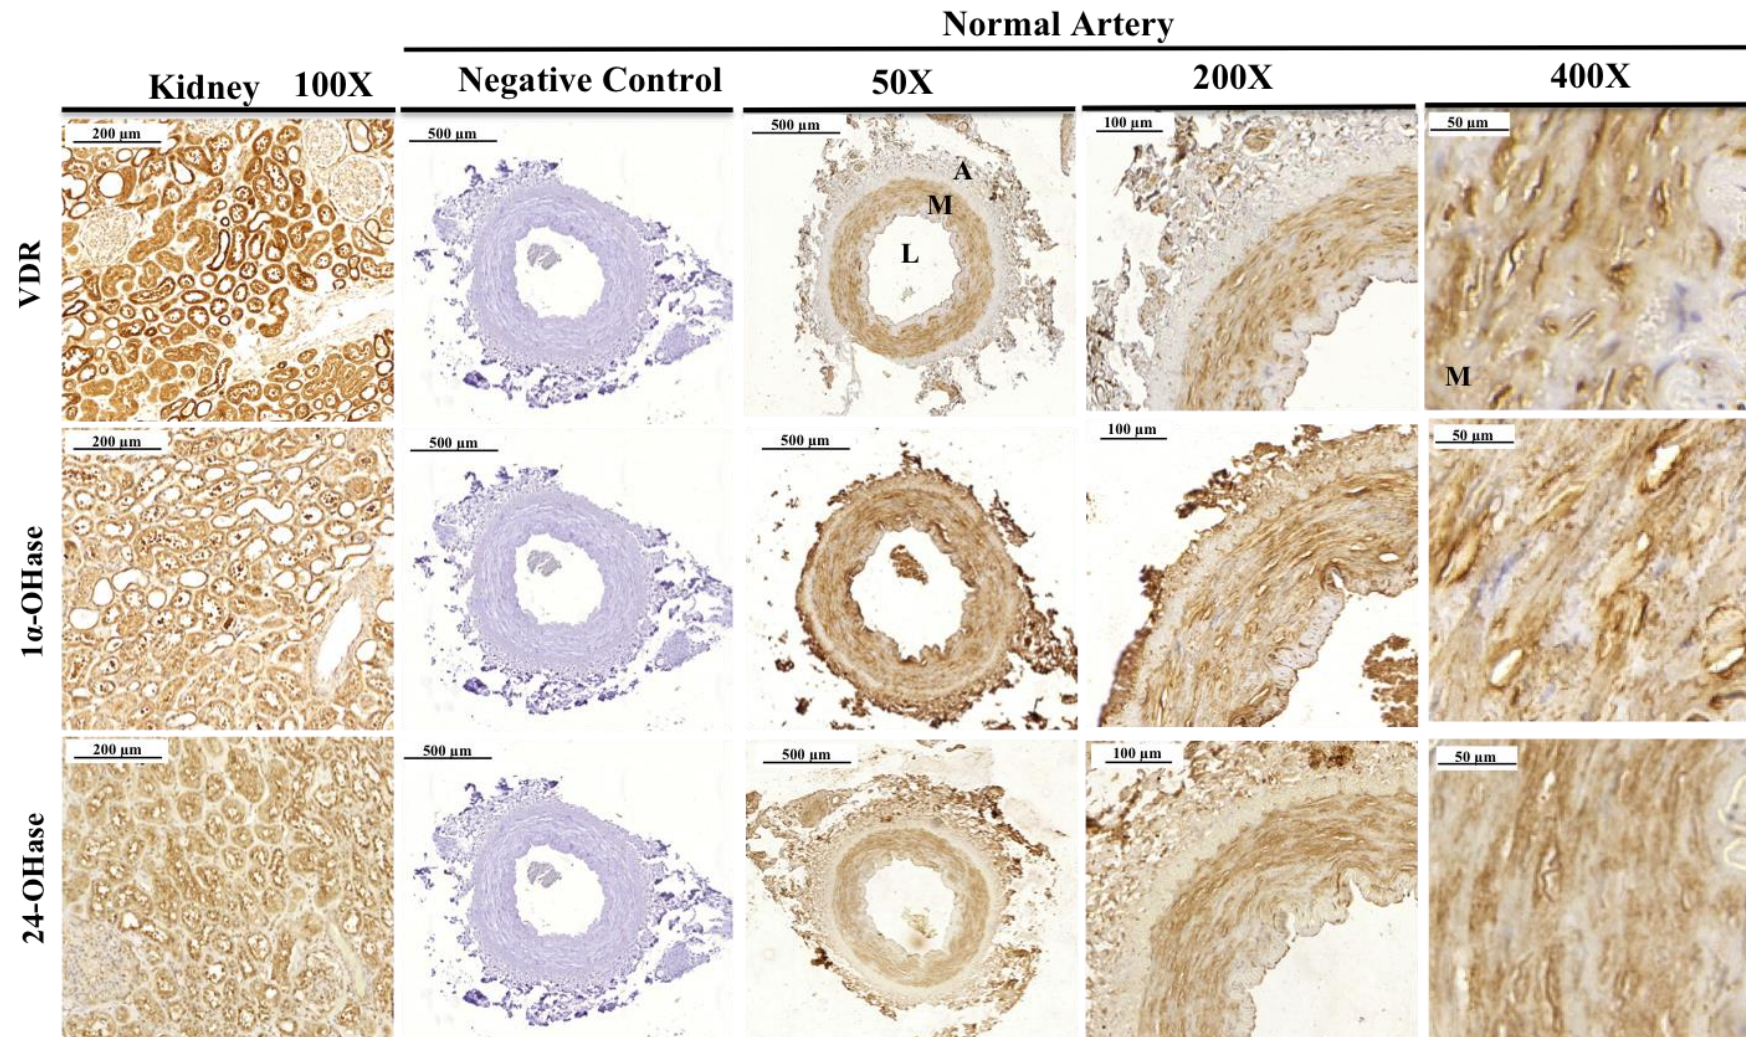 Normal Artery
Kidney 100X
Negative Control
50X
200X
400X
VDR
200 µm
500 µm
500 µm
100 µm
50 µm
A
M
L
M
1α-OHase
200 µm
500 µm
500 µm
100 µm
50 µm
24-OHase
200 µm
500 µm
500 µm
100 µm
50 µm